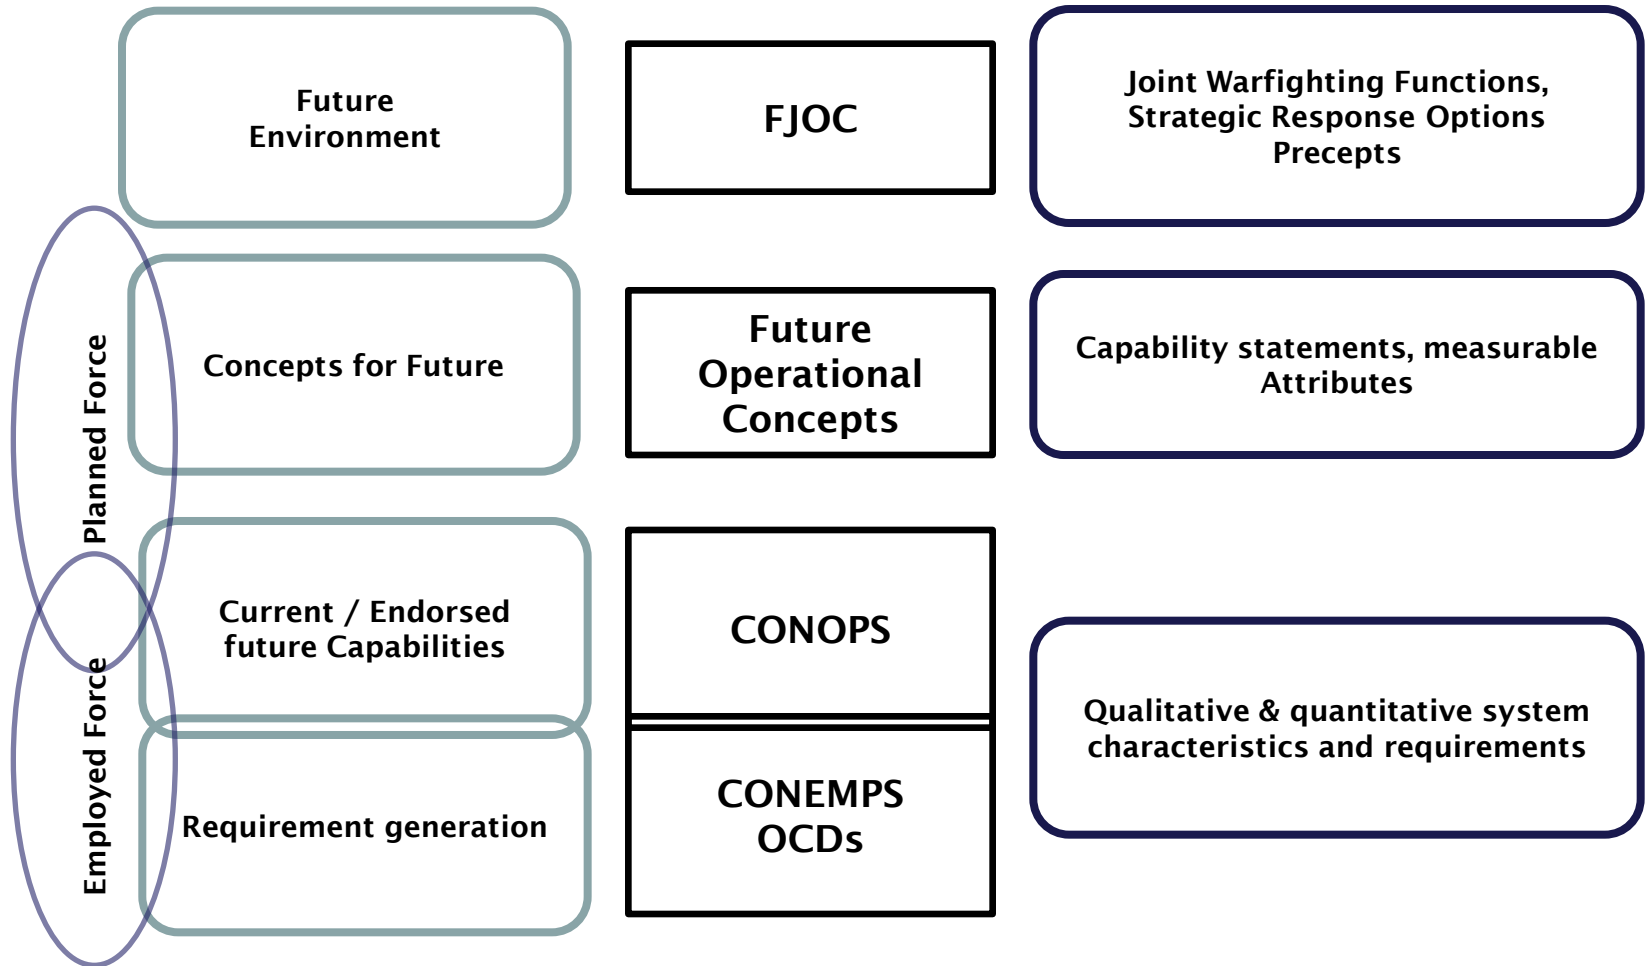 Future
Environment
FJOC
Joint Warfighting Functions,
Strategic Response Options
Precepts
Planned Force
Concepts for Future
Future
Operational
Concepts
Capability statements, measurable
Attributes
Employed Force
Current / Endorsed
future Capabilities
CONOPS
Qualitative & quantitative system
characteristics and requirements
Requirement generation
CONEMPS
OCDs